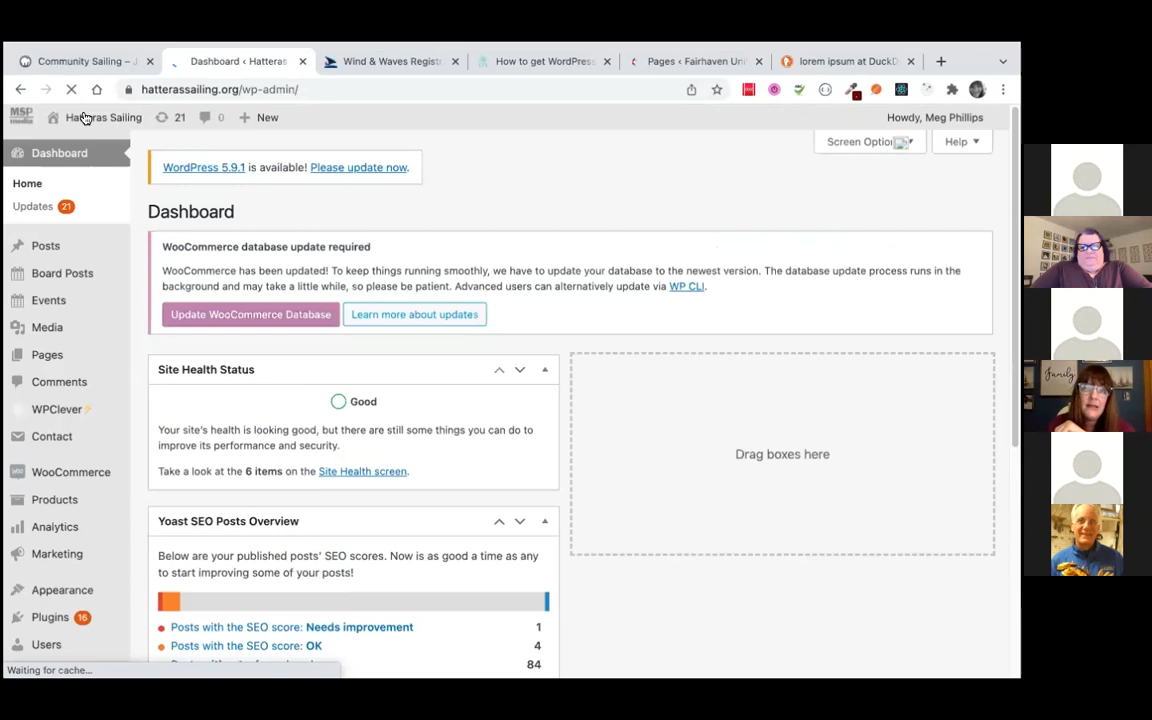 Community Sailing – J
Dashboard ‹ Hatteras
Wind & Waves Registr
How to get WordPress
Pages ‹ Fairhaven Uni
lorem ipsum at DuckD
hatterassailing.org/wp-admin/
MSP media
Hatteras Sailing
21
0
New
Howdy, Meg Phillips
Dashboard
Home
Updates 21
Posts
Board Posts
Events
Media
Pages
Comments
WPClever
Contact
WooCommerce
Products
Analytics
Marketing
Appearance
Plugins 16
Users
Waiting for cache...
Screen Option
Help
WordPress 5.9.1 is available! Please update now.
Dashboard
WooCommerce database update required
WooCommerce has been updated! To keep things running smoothly, we have to update your database to the newest version. The database update process runs in the
background and may take a little while, so please be patient. Advanced users can alternatively update via WP CLI.
Update WooCommerce Database
Learn more about updates
Site Health Status
Good
Your site's health is looking good, but there are still some things you can do to
improve its performance and security.
Take a look at the 6 items on the Site Health screen.
Drag boxes here
Yoast SEO Posts Overview
Below are your published posts' SEO scores. Now is as good a time as any
to start improving some of your posts!
Posts with the SEO score: Needs improvement 1
Posts with the SEO score: OK 4
84
Family